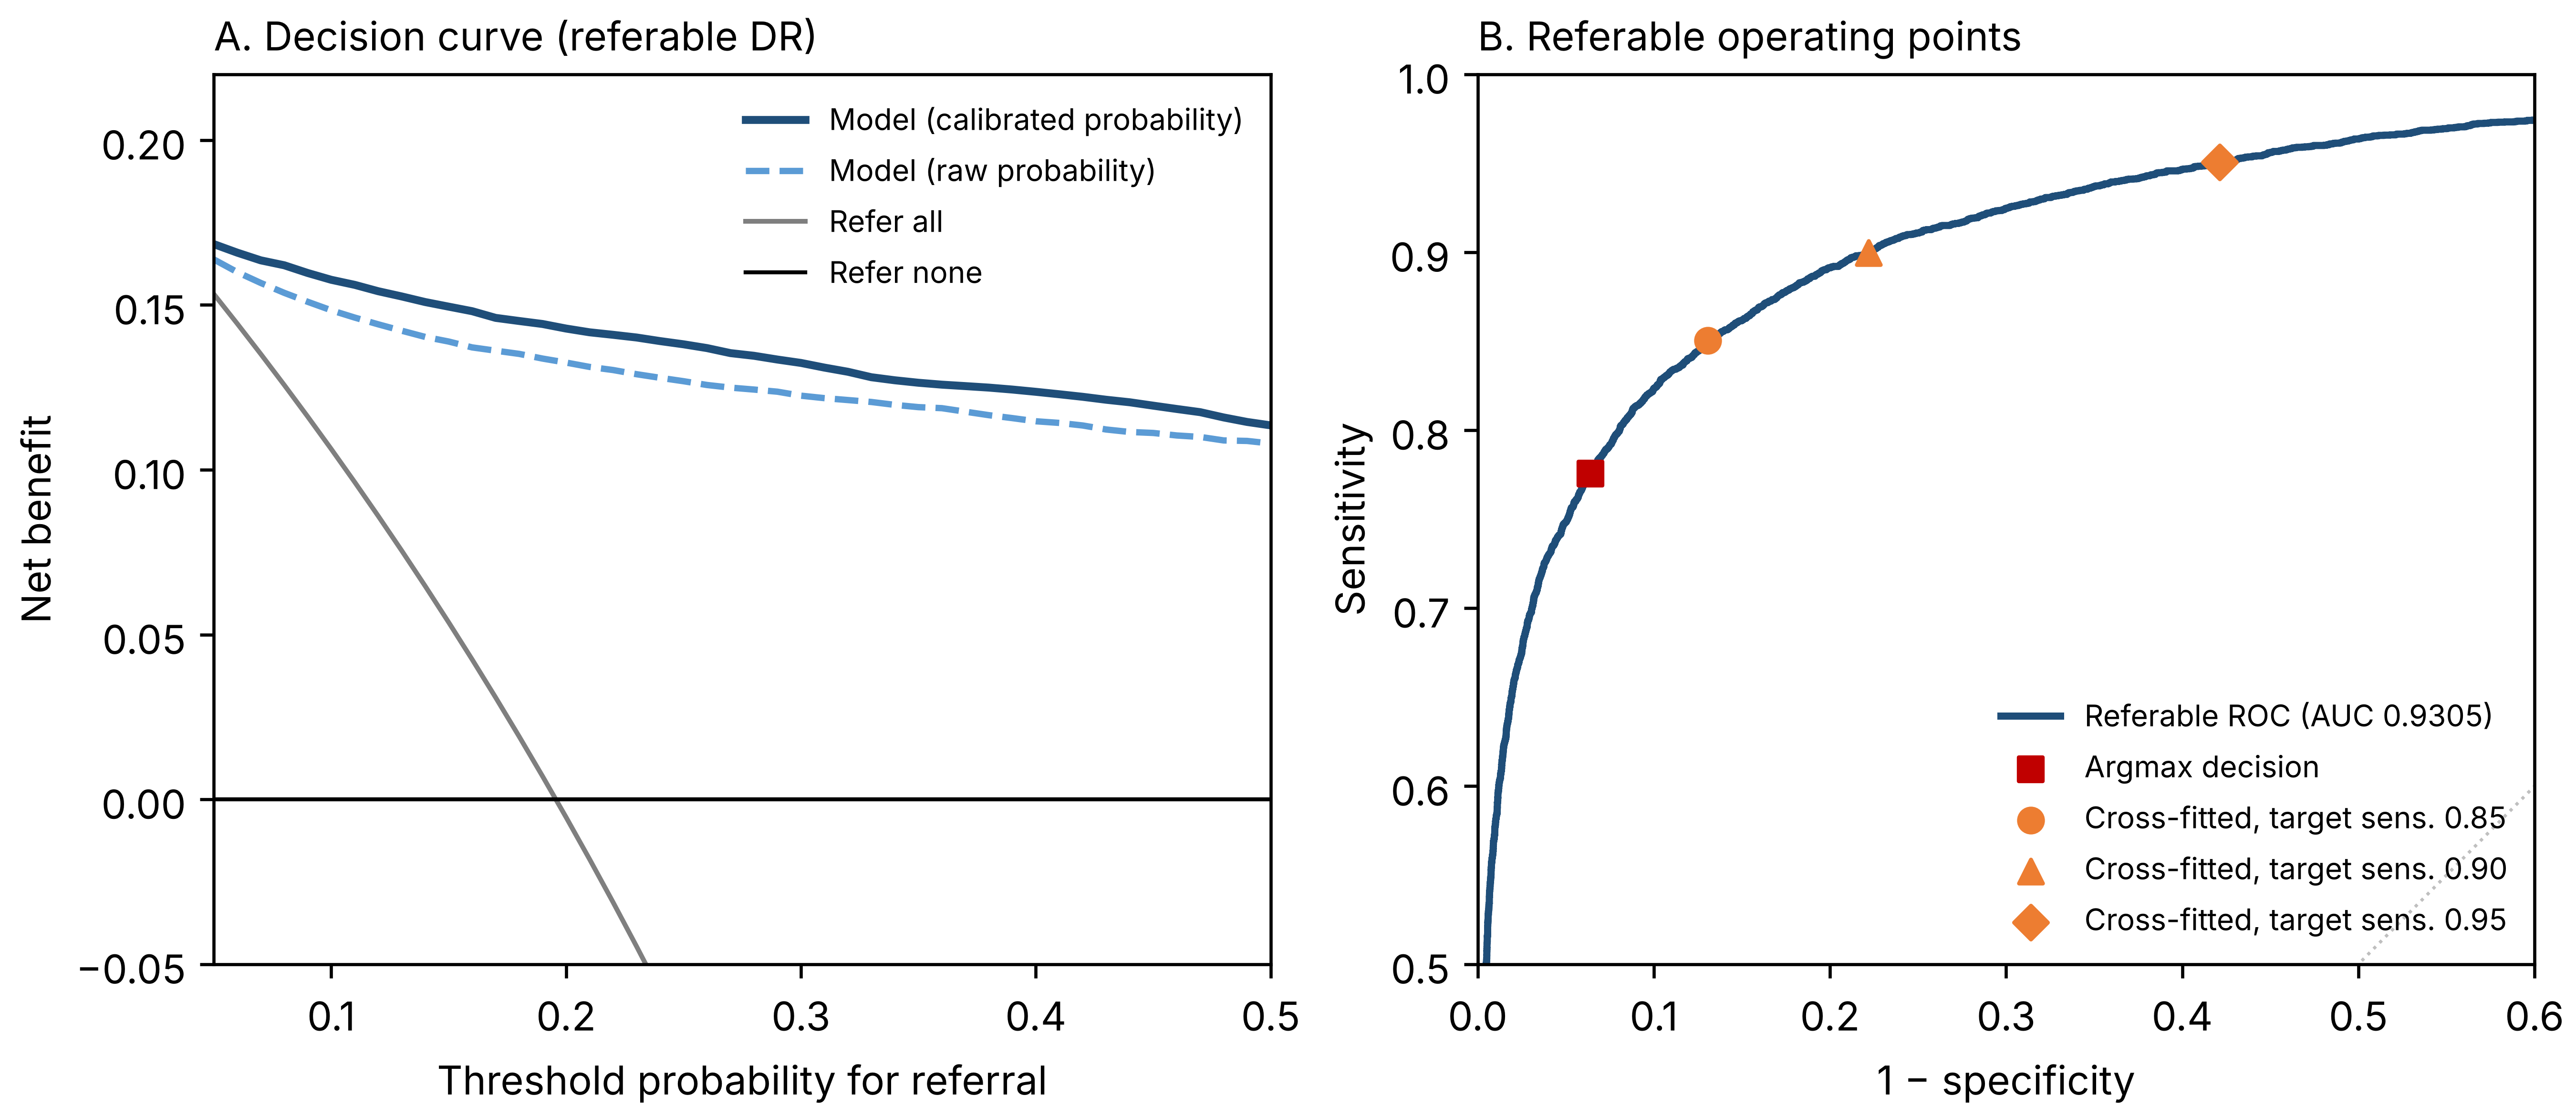 A. Decision curve (referable DR)
Model (calibrated probability)
Model (raw probability)
Refer all
Refer none
0.20
0.15
0.10
0.05
0.00
−0.05
Net benefit
0.1
0.2
0.3
0.4
0.5
Threshold probability for referral
B. Referable operating points
1.0
0.9
0.8
0.7
0.6
0.5
Sensitivity
Referable ROC (AUC 0.9305)
Argmax decision
Cross-fitted, target sens. 0.85
Cross-fitted, target sens. 0.90
Cross-fitted, target sens. 0.95
0.0
0.1
0.2
0.3
0.4
0.5
0.6
1 − specificity